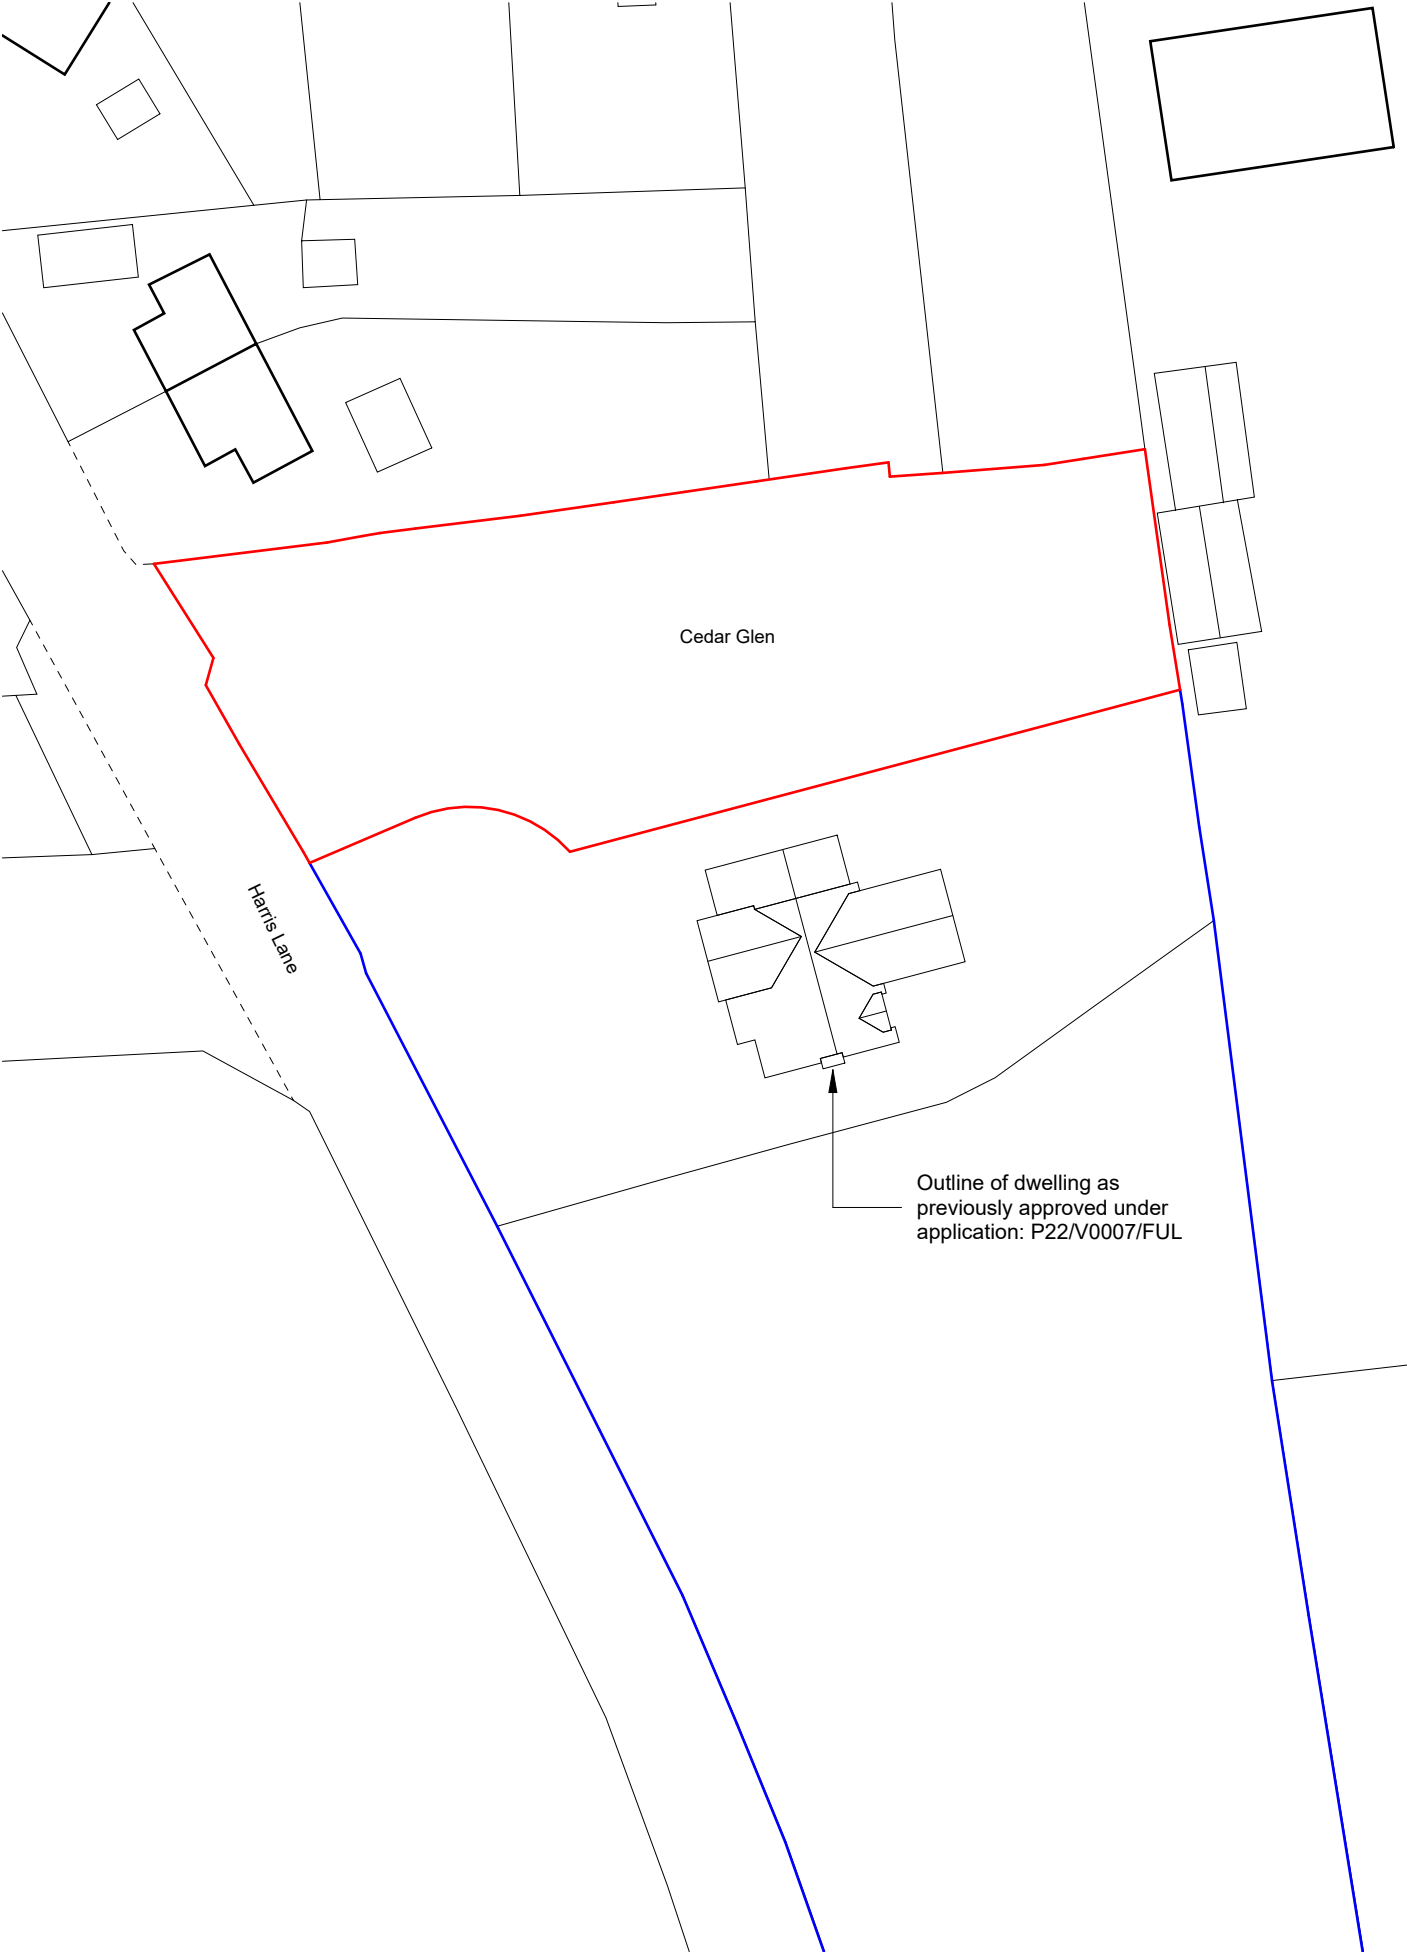 Cedar Glen
Harris Lane
Outline of dwelling as
previously approved under
application: P22/V0007/FUL